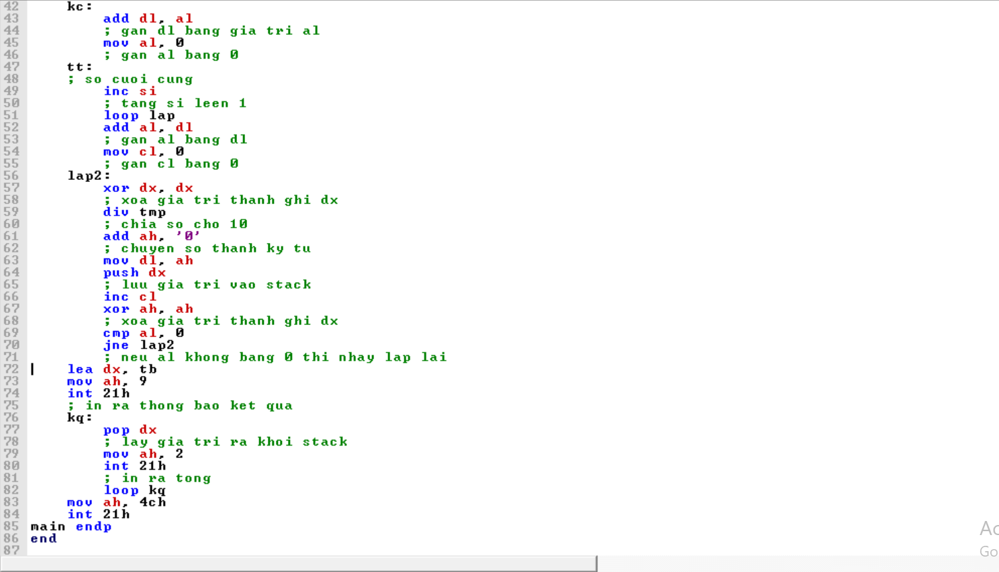 42 kc:
43 add dl, al
44 ; gan dl bang gia tri al
45 mov al, 0
46 ; gan al bang 0
47 tt:
48 ; so cuoi cung
49 inc si
50 ; tang si leen 1
51 loop lap
52 add al, dl
53 ; gan al bang dl
54 mov cl, 0
55 ; gan cl bang 0
56 lap2:
57 xor dx, dx
58 ; xoa gia tri thanh ghi dx
59 div tmp
60 ; chia so cho 10
61 add ah, '0'
62 ; chuyen so thanh ky tu
63 mov dl, ah
64 push dx
65 ; luu gia tri vao stack
66 inc cl
67 xor ah, ah
68 ; xoa gia tri thanh ghi dx
69 cmp al, 0
70 jne lap2
71 ; neu al khong bang 0 thi nhay lap lai
72 lea dx, tb
73 mov ah, 9
74 int 21h
75 ; in ra thong bao ket qua
76 kq:
77 pop dx
78 ; lay gia tri ra khoi stack
79 mov ah, 2
80 int 21h
81 ; in ra tong
82 loop kq
83 mov ah, 4ch
84 int 21h
85 main endp
86 end
87
Ac
Go